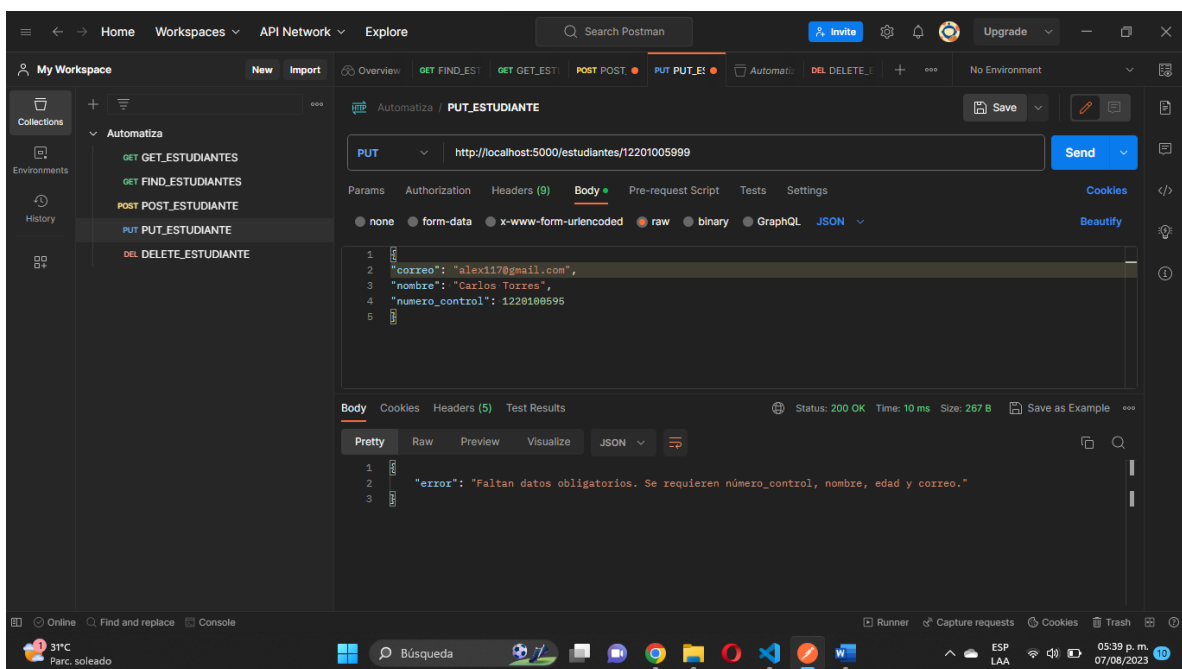 Home Workspaces API Network Explore Search Postman Invite Upgrade
My Workspace New Import Overview GET FIND_EST GET GET_EST POST POST_ PUT PUT_ES Automatiz DEL DELETE_E No Environment
Collections
Environments
History
Automatiza
GET GET_ESTUDIANTES
GET FIND_ESTUDIANTES
POST POST_ESTUDIANTE
PUT PUT_ESTUDIANTE
DEL DELETE_ESTUDIANTE
HTTP Automatiza / PUT_ESTUDIANTE Save
PUT http://localhost:5000/estudiantes/12201005999 Send
Params Authorization Headers (9) Body Pre-request Script Tests Settings Cookies
none form-data x-www-form-urlencoded raw binary GraphQL JSON Beautify
1 {
2 "correo": "alex117@gmail.com",
3 "nombre": "Carlos Torres",
4 "numero_control": 1220100595
5 }
Body Cookies Headers (5) Test Results Status: 200 OK Time: 10 ms Size: 267 B Save as Example
Pretty Raw Preview Visualize JSON
1 {
2 "error": "Faltan datos obligatorios. Se requieren número_control, nombre, edad y correo."
3 }
Online Find and replace Console Runner Capture requests Cookies Trash
1 31°C
Parc. soleado
Búsqueda
ESP
LAA
05:39 p. m.
07/08/2023
10